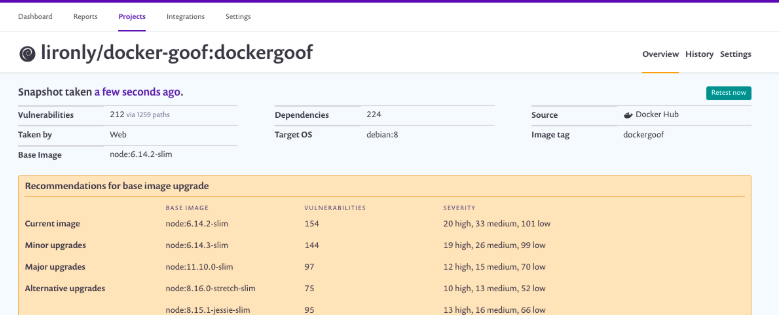 Dashboard Reports Projects Integrations Settings
lironly/docker-goof:dockergoof
Overview History Settings
Snapshot taken a few seconds ago.
Retest now
Vulnerabilities 212 via 1259 paths Dependencies 224 Source Docker Hub
Taken by Web Target OS debian:8 Image tag dockergoof
Base Image node:6.14.2-slim
Recommendations for base image upgrade
BASE IMAGE VULNERABILITIES SEVERITY
Current image node:6.14.2-slim 154 20 high, 33 medium, 101 low
Minor upgrades node:6.14.3-slim 144 19 high, 26 medium, 99 low
Major upgrades node:11.10.0-slim 97 12 high, 15 medium, 70 low
Alternative upgrades node:8.16.0-stretch-slim 75 10 high, 13 medium, 52 low
node:8.15.1-jessie-slim 95 13 high, 16 medium, 66 low